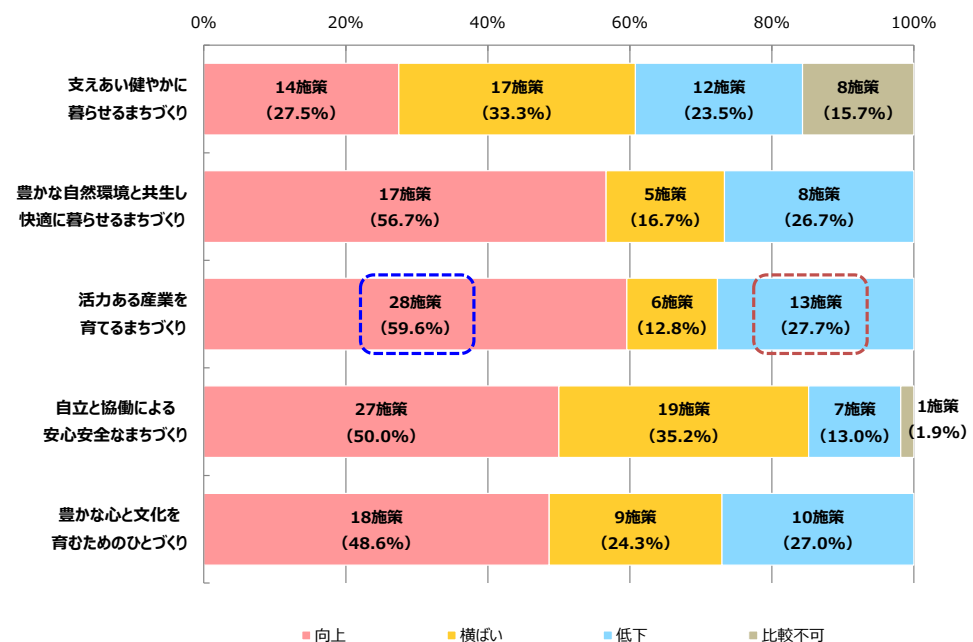 0% 20% 40% 60% 80% 100%
支えあい健やかに
暮らせるまちづくり
14施策
（27.5%）
17施策
（33.3%）
12施策
（23.5%）
8施策
（15.7%）
豊かな自然環境と共生し
快適に暮らせるまちづくり
17施策
（56.7%）
5施策
（16.7%）
8施策
（26.7%）
活力ある産業を
育てるまちづくり
28施策
（59.6%）
6施策
（12.8%）
13施策
（27.7%）
自立と協働による
安心安全なまちづくり
27施策
（50.0%）
19施策
（35.2%）
7施策
（13.0%）
1施策
（1.9%）
豊かな心と文化を
育むためのひとづくり
18施策
（48.6%）
9施策
（24.3%）
10施策
（27.0%）
向上 横ばい 低下 比較不可